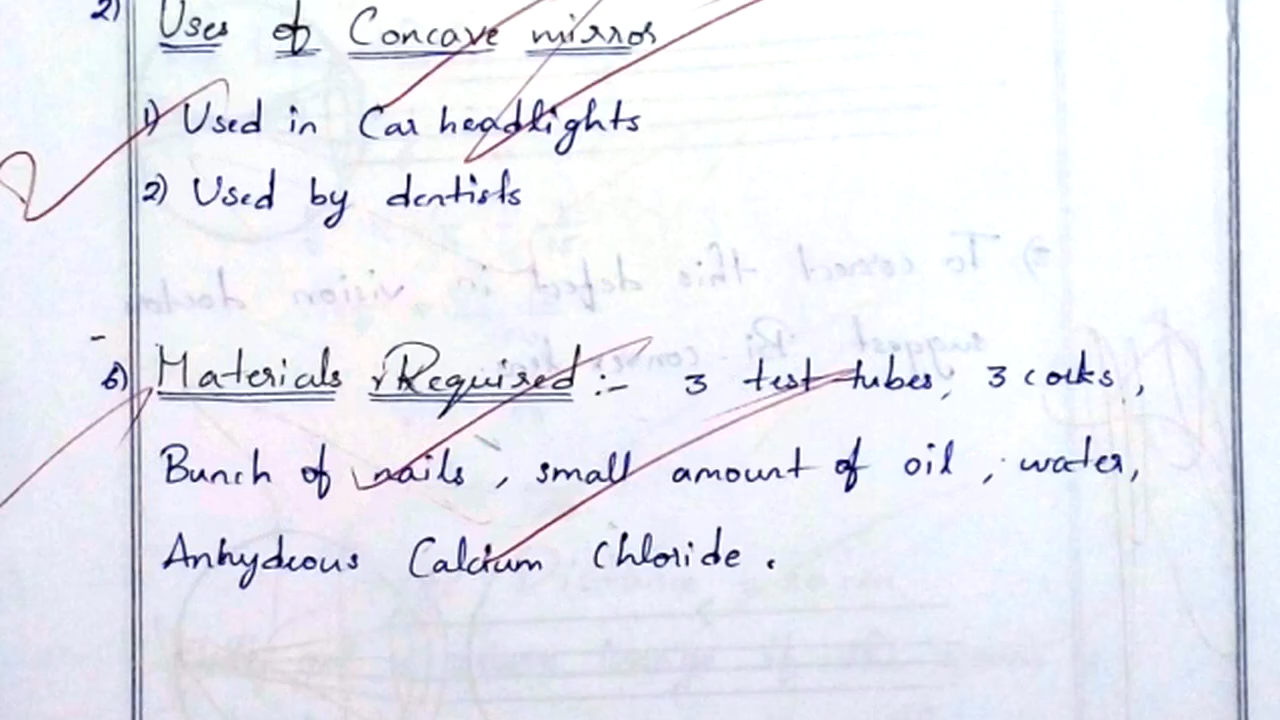 2) Uses of Concave mirror
1) Used in Car headlights
2) Used by dentists
6) Materials Required :- 3 test tubes, 3 corks,
Bunch of nails, small amount of oil, water,
Anhydrous Calcium Chloride.